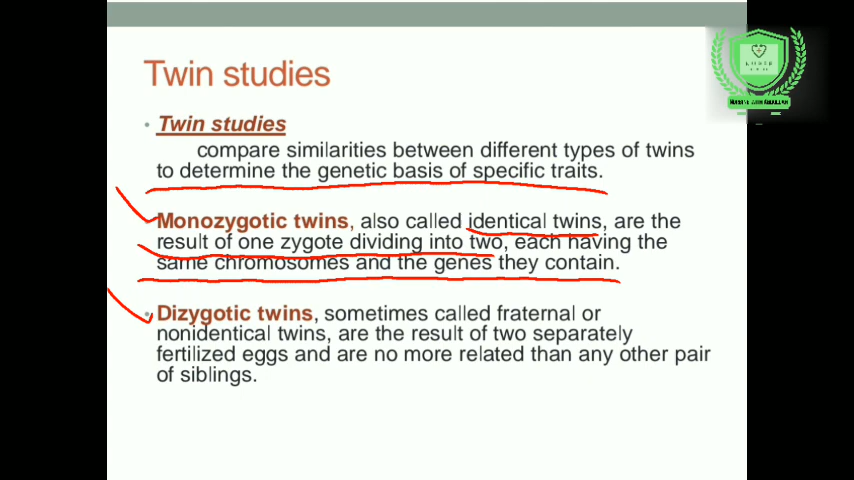 Twin studies
• Twin studies
compare similarities between different types of twins
to determine the genetic basis of specific traits.
Monozygotic twins, also called identical twins, are the
result of one zygote dividing into two, each having the
same chromosomes and the genes they contain.
• Dizygotic twins, sometimes called fraternal or
nonidentical twins, are the result of two separately
fertilized eggs and are no more related than any other pair
of siblings.